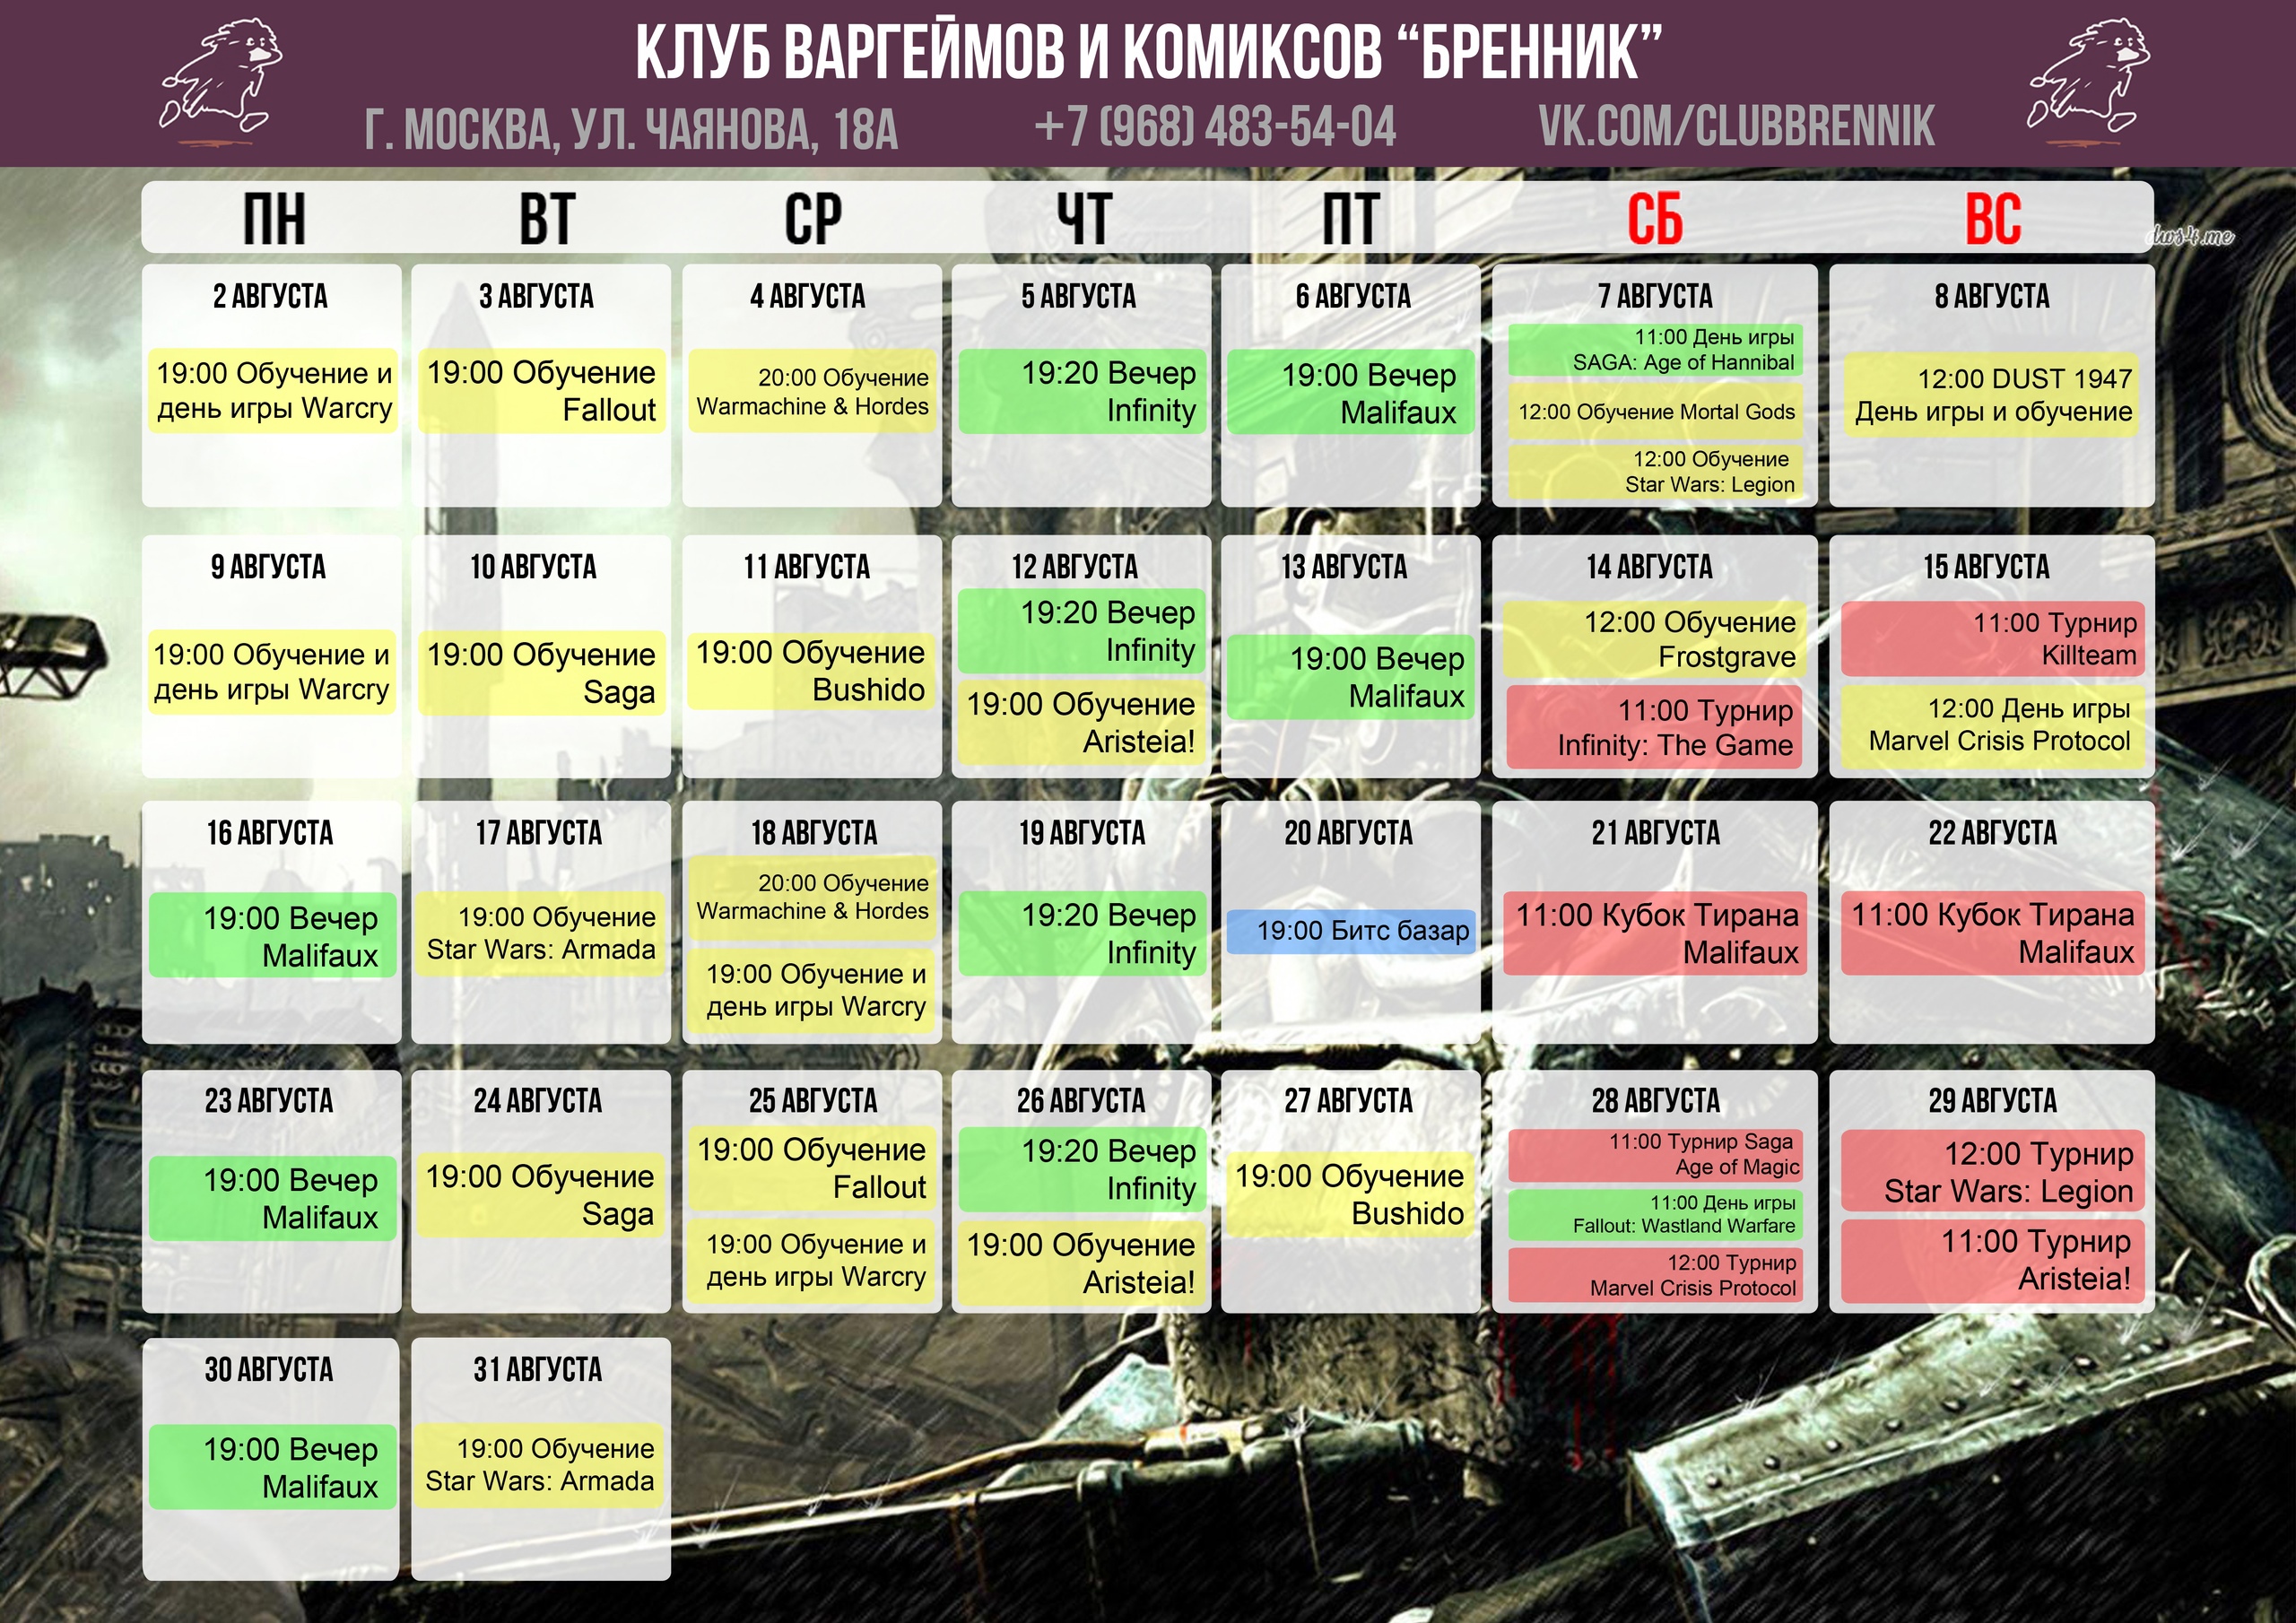 КЛУБ ВАРГЕЙМОВ И КОМИКСОВ “БРЕННИК”
Г. МОСКВА, УЛ. ЧАЯНОВА, 18А
+7 (968) 483-54-04
VK.COM/CLUBBRENNIK
ПН
ВТ
СР
ЧТ
ПТ
СБ
ВС
dws4.me
2 АВГУСТА
19:00 Обучение и
день игры Warcry
3 АВГУСТА
19:00 Обучение
Fallout
4 АВГУСТА
20:00 Обучение
Warmachine & Hordes
5 АВГУСТА
19:20 Вечер
Infinity
6 АВГУСТА
19:00 Вечер
Malifaux
7 АВГУСТА
11:00 День игры
SAGA: Age of Hannibal
12:00 Обучение Mortal Gods
12:00 Обучение
Star Wars: Legion
8 АВГУСТА
12:00 DUST 1947
День игры и обучение
9 АВГУСТА
19:00 Обучение и
день игры Warcry
10 АВГУСТА
19:00 Обучение
Saga
11 АВГУСТА
19:00 Обучение
Bushido
12 АВГУСТА
19:20 Вечер
Infinity
19:00 Обучение
Aristeia!
13 АВГУСТА
19:00 Вечер
Malifaux
14 АВГУСТА
12:00 Обучение
Frostgrave
11:00 Турнир
Infinity: The Game
15 АВГУСТА
11:00 Турнир
Killteam
12:00 День игры
Marvel Crisis Protocol
16 АВГУСТА
19:00 Вечер
Malifaux
17 АВГУСТА
19:00 Обучение
Star Wars: Armada
18 АВГУСТА
20:00 Обучение
Warmachine & Hordes
19:00 Обучение и
день игры Warcry
19 АВГУСТА
19:20 Вечер
Infinity
20 АВГУСТА
19:00 Битс базар
21 АВГУСТА
11:00 Кубок Тирана
Malifaux
22 АВГУСТА
11:00 Кубок Тирана
Malifaux
23 АВГУСТА
19:00 Вечер
Malifaux
24 АВГУСТА
19:00 Обучение
Saga
25 АВГУСТА
19:00 Обучение
Fallout
19:00 Обучение и
день игры Warcry
26 АВГУСТА
19:20 Вечер
Infinity
19:00 Обучение
Aristeia!
27 АВГУСТА
19:00 Обучение
Bushido
28 АВГУСТА
11:00 Турнир Saga
Age of Magic
11:00 День игры
Fallout: Wastland Warfare
12:00 Турнир
Marvel Crisis Protocol
29 АВГУСТА
12:00 Турнир
Star Wars: Legion
11:00 Турнир
Aristeia!
30 АВГУСТА
19:00 Вечер
Malifaux
31 АВГУСТА
19:00 Обучение
Star Wars: Armada